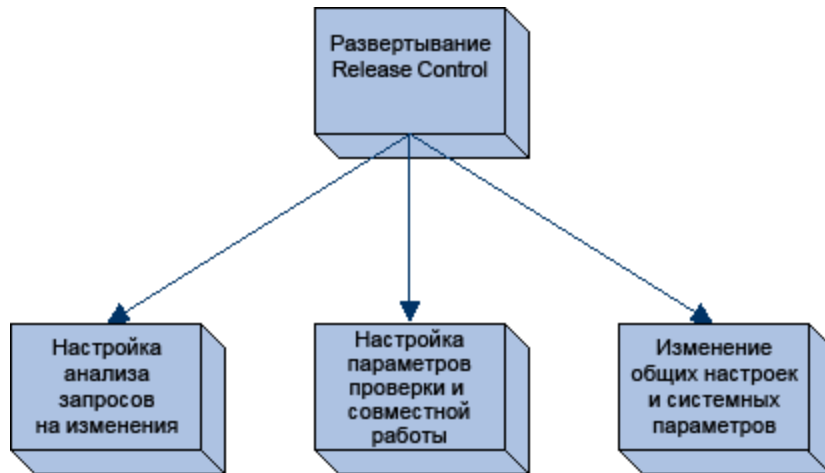 Развертывание
Release Control
Настройка
анализа
запросов
на изменения
Настройка
параметров
проверки и
совместной
работы
Изменение
общих настроек
и системных
параметров